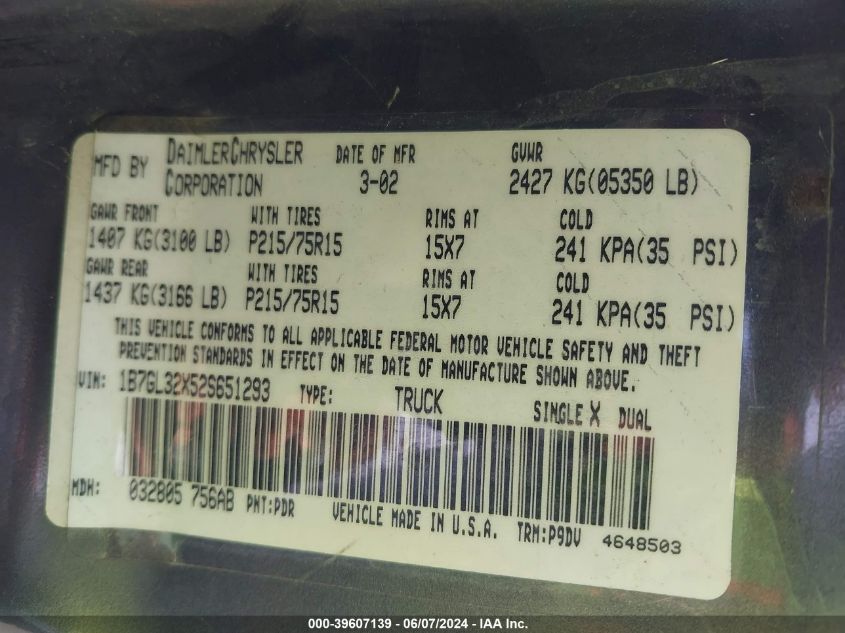 MFD BY DAIMLERCHRYSLER CORPORATION DATE OF MFR 3-02 GVWR 2427 KG(05350 LB)
GAWR FRONT WITH TIRES RIMS AT COLD
1407 KG(3100 LB) P215/75R15 15X7 241 KPA(35 PSI)
GAWR REAR WITH TIRES RIMS AT COLD
1437 KG(3166 LB) P215/75R15 15X7 241 KPA(35 PSI)
THIS VEHICLE CONFORMS TO ALL APPLICABLE FEDERAL MOTOR VEHICLE SAFETY AND THEFT
PREVENTION STANDARDS IN EFFECT ON THE DATE OF MANUFACTURE SHOWN ABOVE.
VIN: 1B7GL32X52S651293 TYPE: TRUCK SINGLE X DUAL
MDH: 032805 756AB PNT:PDR VEHICLE MADE IN U.S.A. TRM:P9DV 4648503
000-39607139 - 06/07/2024 - IAA Inc.